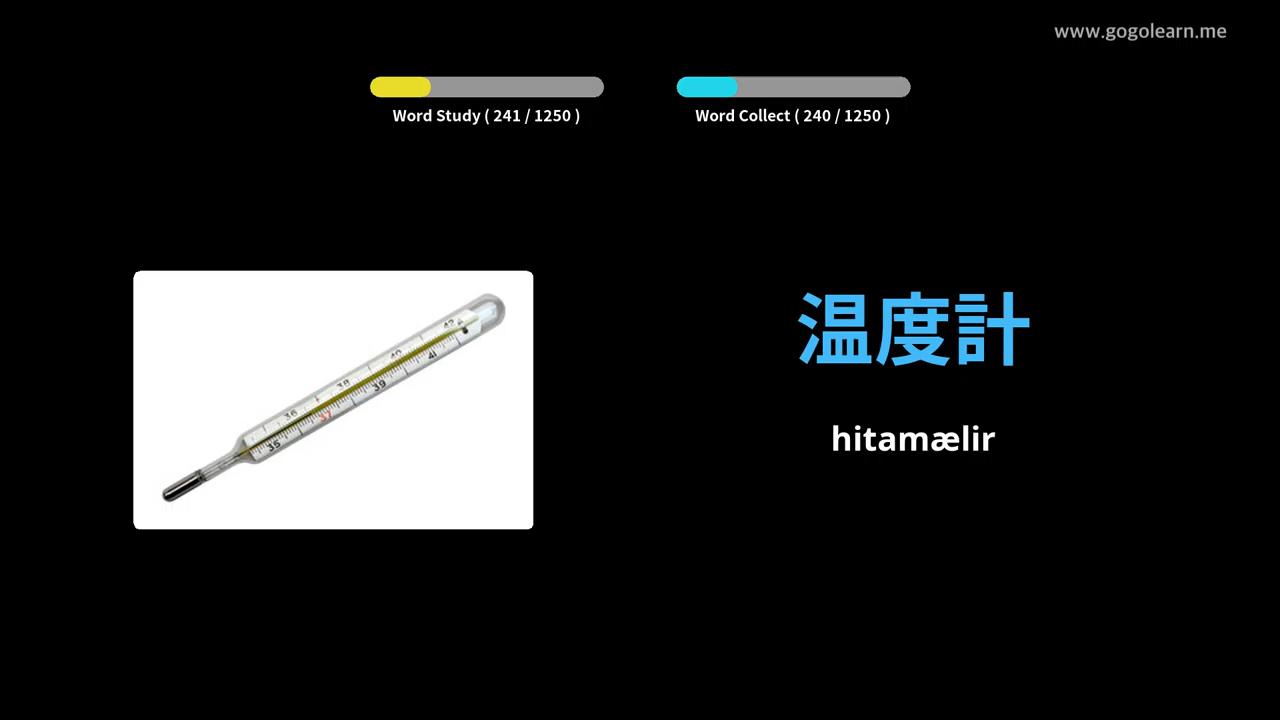 www.gogolearn.me
Word Study ( 241 / 1250 )
Word Collect ( 240 / 1250 )
温度計
hitamælir
42
40
41
38
39
36
37
35